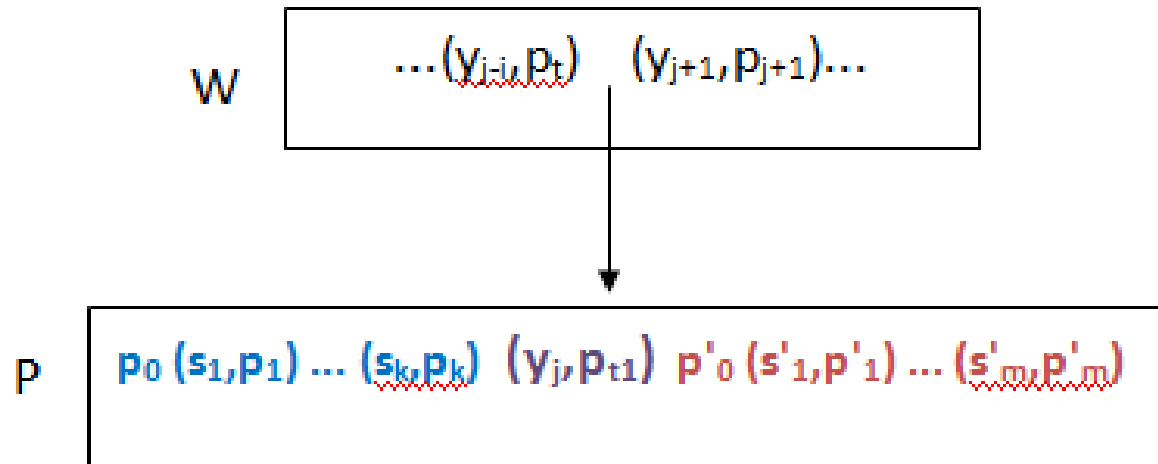 ...(y_{j-i},p_t) (y_{j+1},p_{j+1})...
W
P
p_0 (s_1,p_1) ... (s_k,p_k) (y_j,p_{t1}) p'_0 (s'_1,p'_1) ... (s'_m,p'_m)